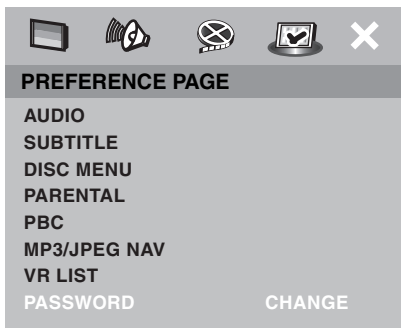 PREFERENCE PAGE
AUDIO
SUBTITLE
DISC MENU
PARENTAL
PBC
MP3/JPEG NAV
VR LIST
PASSWORD CHANGE